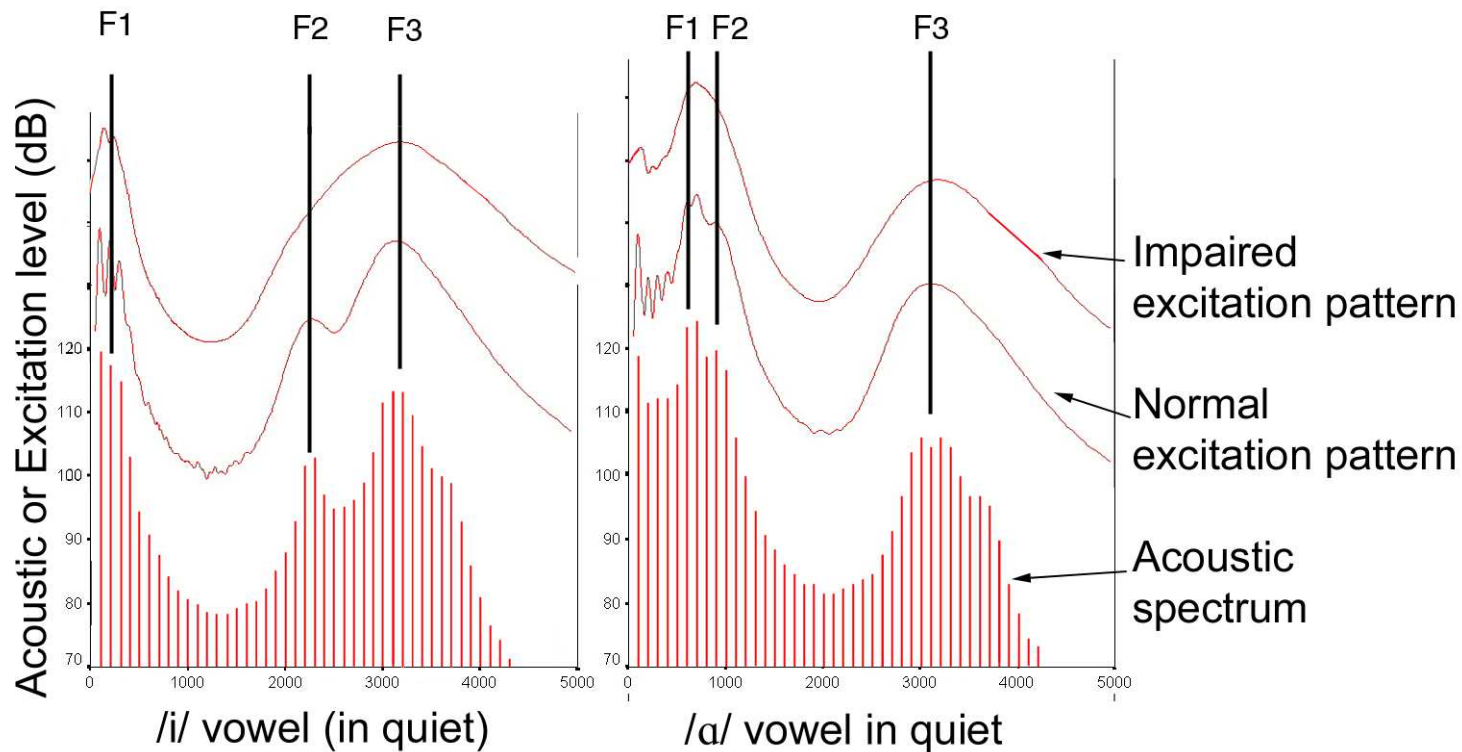 F1 F2 F3
F1 F2 F3
Acoustic or Excitation level (dB)
120
110
100
90
80
70
0 1000 2000 3000 4000 5000
/i/ vowel (in quiet)
120
110
100
90
80
70
0 1000 2000 3000 4000 5000
/ɑ/ vowel in quiet
Impaired
excitation pattern
Normal
excitation pattern
Acoustic
spectrum